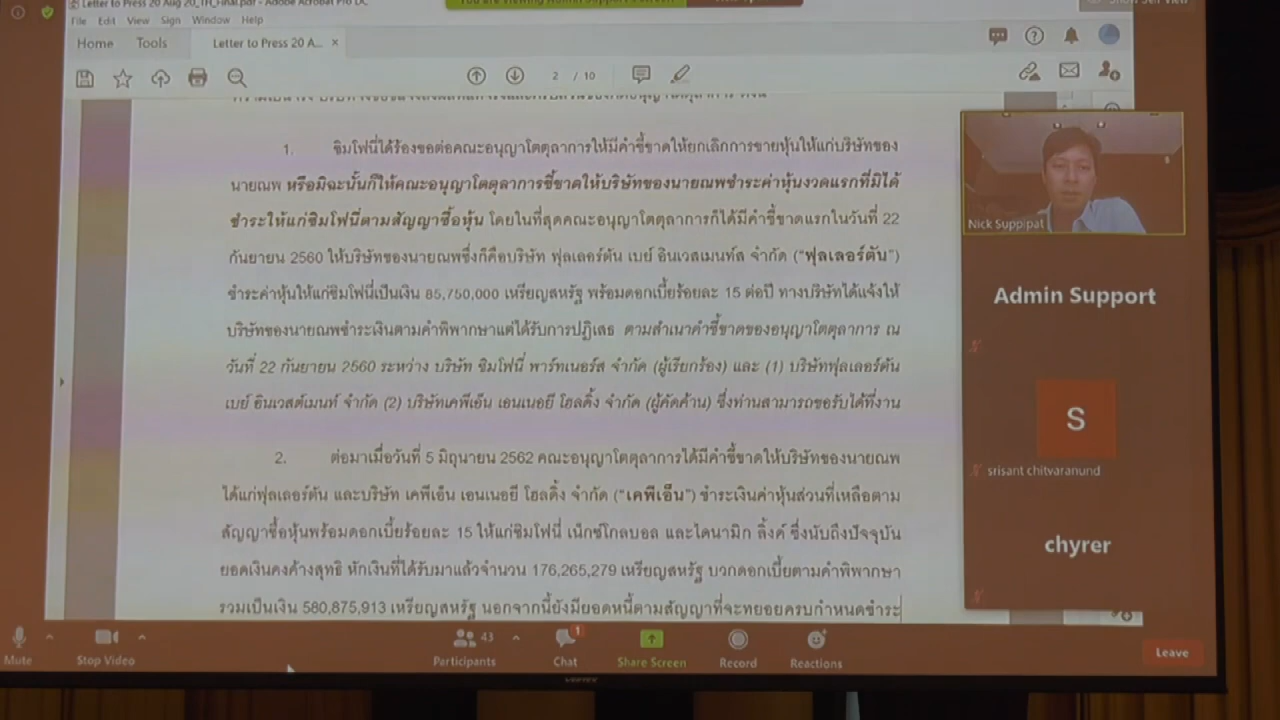 Letter to Press 20 Aug 20_TH_Final.pdf - Adobe Acrobat Pro DC
File Edit View Sign Window Help
Home Tools Letter to Press 20 A... ×
2 / 10
1. ซิมโฟนี่ได้ร้องขอต่อคณะอนุญาโตตุลาการให้มีคำชี้ขาดให้ยกเลิกการขายหุ้นให้แก่บริษัทของ
นายณพ หรือมิฉะนั้นก็ให้คณะอนุญาโตตุลาการชี้ขาดให้บริษัทของนายณพชำระค่าหุ้นงวดแรกที่มิได้
ชำระให้แก่ซิมโฟนี่ตามสัญญาซื้อหุ้น โดยในที่สุดคณะอนุญาโตตุลาการก็ได้มีคำชี้ขาดแรกในวันที่ 22
กันยายน 2560 ให้บริษัทของนายณพซึ่งก็คือบริษัท ฟุลเลอร์ตัน เบย์ อินเวสเมนท์ส จำกัด ("ฟุลเลอร์ตัน")
ชำระค่าหุ้นให้แก่ซิมโฟนี่เป็นเงิน 85,750,000 เหรียญสหรัฐ พร้อมดอกเบี้ยร้อยละ 15 ต่อปี ทางบริษัทได้แจ้งให้
บริษัทของนายณพชำระเงินตามคำพิพากษาแต่ได้รับการปฏิเสธ ตามสำเนาคำชี้ขาดของอนุญาโตตุลาการ ณ
วันที่ 22 กันยายน 2560 ระหว่าง บริษัท ซิมโฟนี่ พาร์ทเนอร์ส จำกัด (ผู้เรียกร้อง) และ (1) บริษัทฟุลเลอร์ตัน
เบย์ อินเวสต์เมนท์ จำกัด (2) บริษัทเคพีเอ็น เอนเนอยี โฮลดิ้ง จำกัด (ผู้คัดค้าน) ซึ่งท่านสามารถขอรับได้ที่งาน
2. ต่อมาเมื่อวันที่ 5 มิถุนายน 2562 คณะอนุญาโตตุลาการได้มีคำชี้ขาดให้บริษัทของนายณพ
ได้แก่ฟุลเลอร์ตัน และบริษัท เคพีเอ็น เอนเนอยี โฮลดิ้ง จำกัด ("เคพีเอ็น") ชำระเงินค่าหุ้นส่วนที่เหลือตาม
สัญญาซื้อหุ้นพร้อมดอกเบี้ยร้อยละ 15 ให้แก่ซิมโฟนี่ เน็กซ์โกลบอล และไดนามิก ลิ้งค์ ซึ่งนับถึงปัจจุบัน
ยอดเงินคงค้างสุทธิ หักเงินที่ได้รับมาแล้วจำนวน 176,265,279 เหรียญสหรัฐ บวกดอกเบี้ยตามคำพิพากษา
รวมเป็นเงิน 580,875,913 เหรียญสหรัฐ นอกจากนี้ยังมียอดหนี้ตามสัญญาที่จะทยอยครบกำหนดชำระ
Nick Suppipat
Admin Support
S
srisant chitvaranund
chyrer
Mute
Stop Video
Participants 43
Chat 1
Share Screen
Record
Reactions
Leave